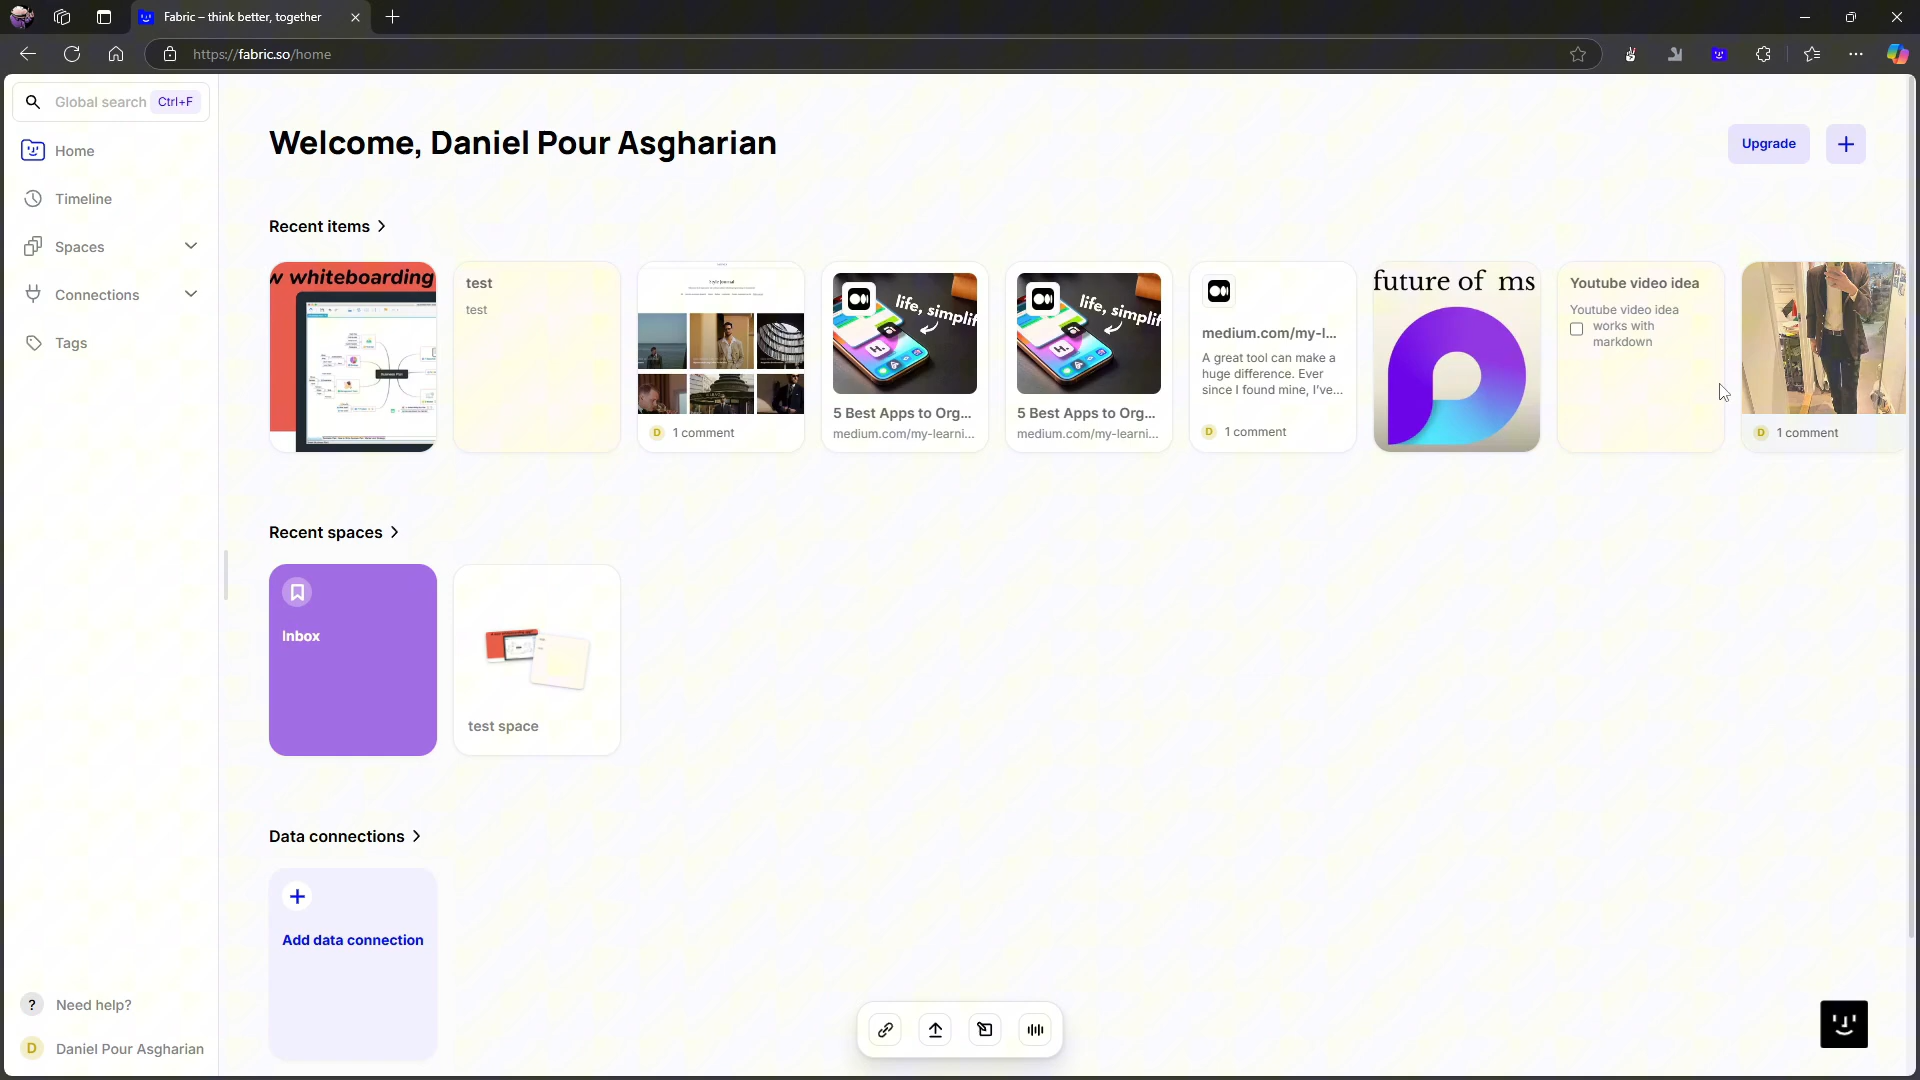 Fabric – think better, together
https://fabric.so/home
Global search Ctrl+F
Home
Timeline
Spaces
Connections
Tags
Need help?
D Daniel Pour Asgharian
Welcome, Daniel Pour Asgharian
Upgrade
Recent items
w whiteboarding
test
test
D 1 comment
life, simplif
5 Best Apps to Org...
medium.com/my-learni...
life, simplif
5 Best Apps to Org...
medium.com/my-learni...
medium.com/my-l...
A great tool can make a
huge difference. Ever
since I found mine, I've...
D 1 comment
future of ms
Youtube video idea
Youtube video idea
works with
markdown
D 1 comment
Recent spaces
Inbox
test space
Data connections
Add data connection